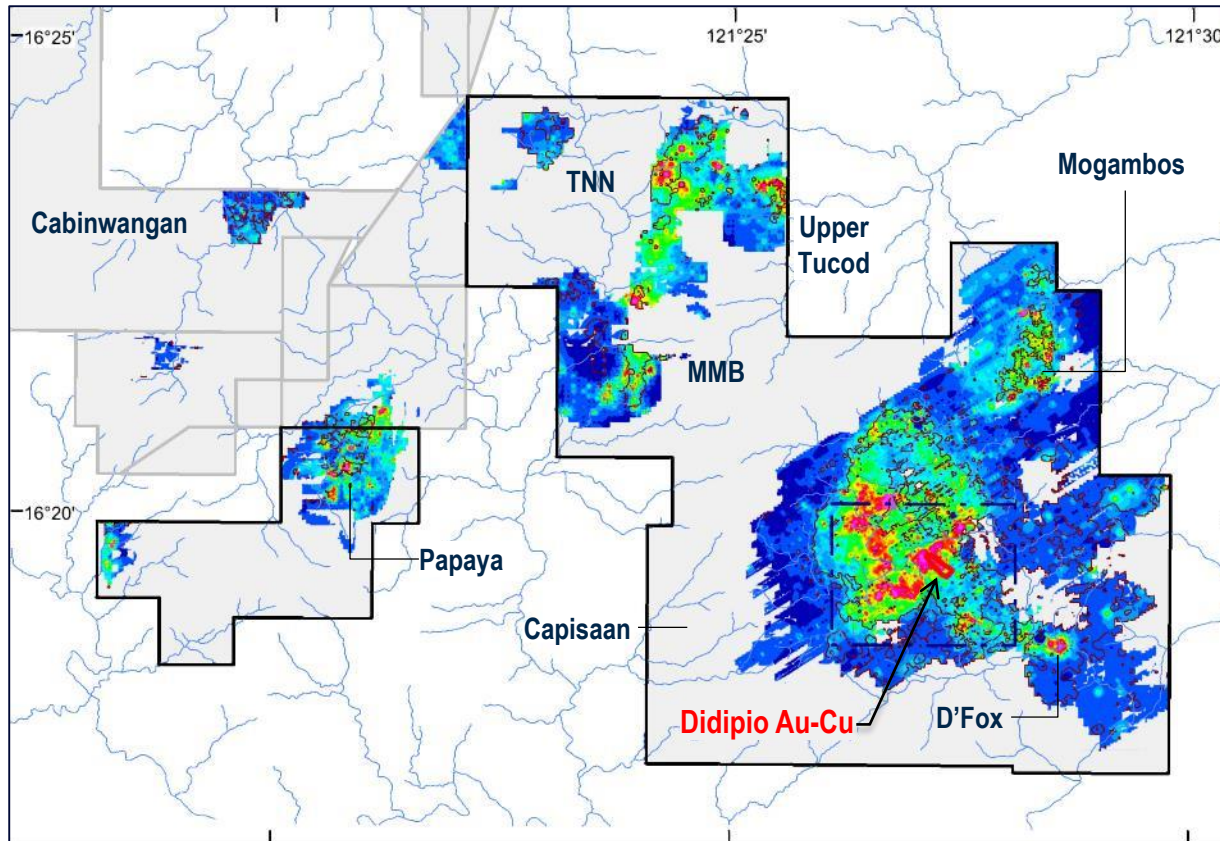 16°25'
121°25'
121°30'
Mogambos
TNN
Cabinwangan
Upper
Tucod
MMB
16°20'
Papaya
Capisaan
Didipio Au-Cu
D'Fox